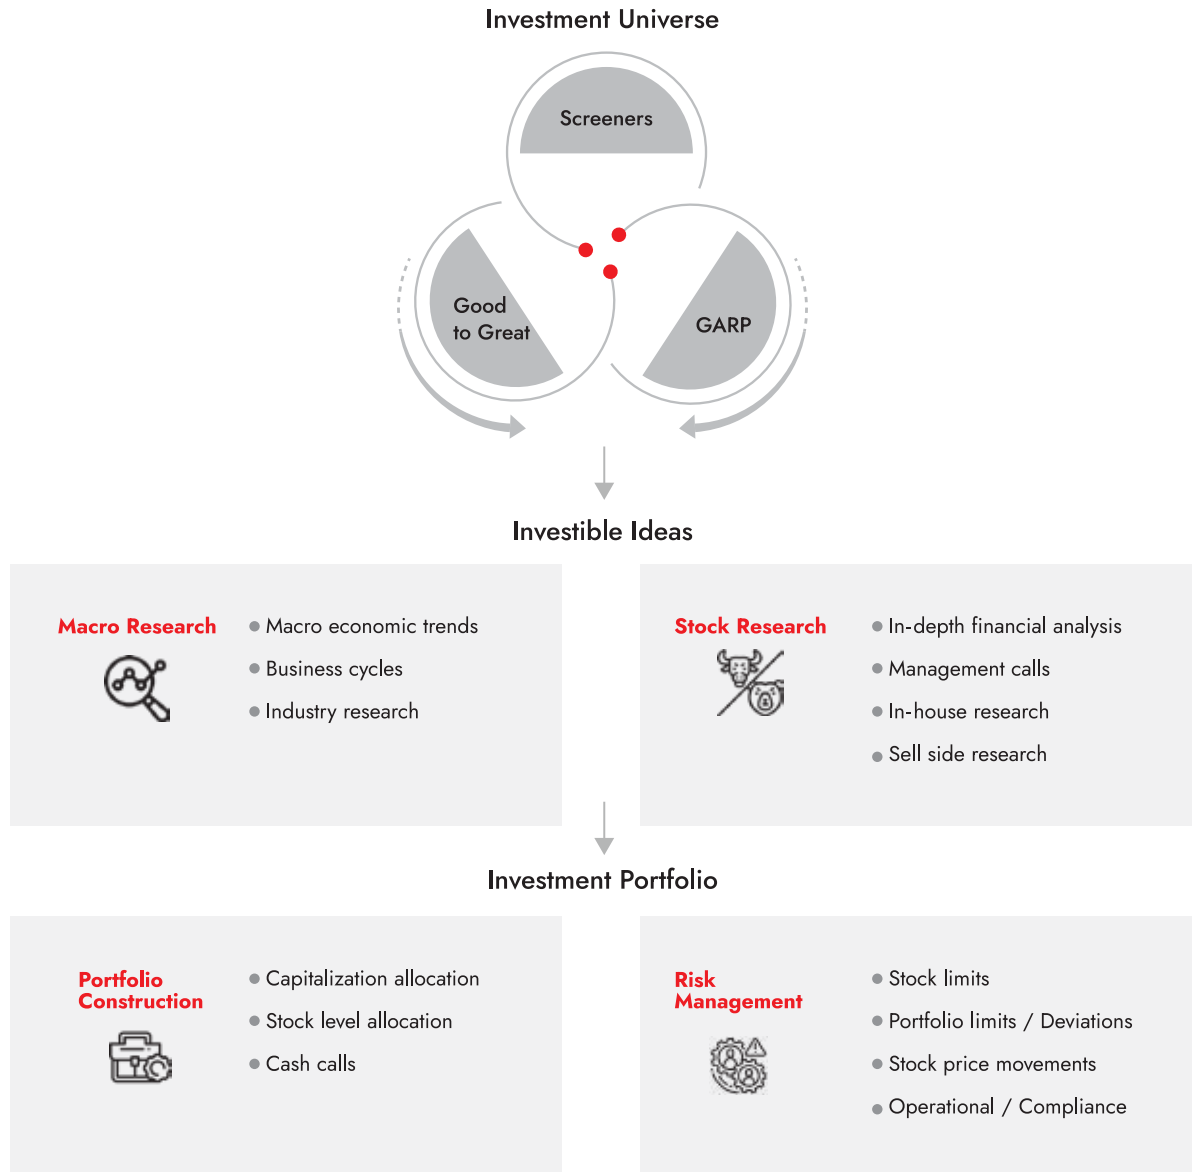 Investment Universe
Screeners
Good
to Great
GARP
Investible Ideas
Macro Research
Macro economic trends
Business cycles
Industry research
Stock Research
In-depth financial analysis
Management calls
In-house research
Sell side research
Investment Portfolio
Portfolio
Construction
Capitalization allocation
Stock level allocation
Cash calls
Risk
Management
Stock limits
Portfolio limits / Deviations
Stock price movements
Operational / Compliance